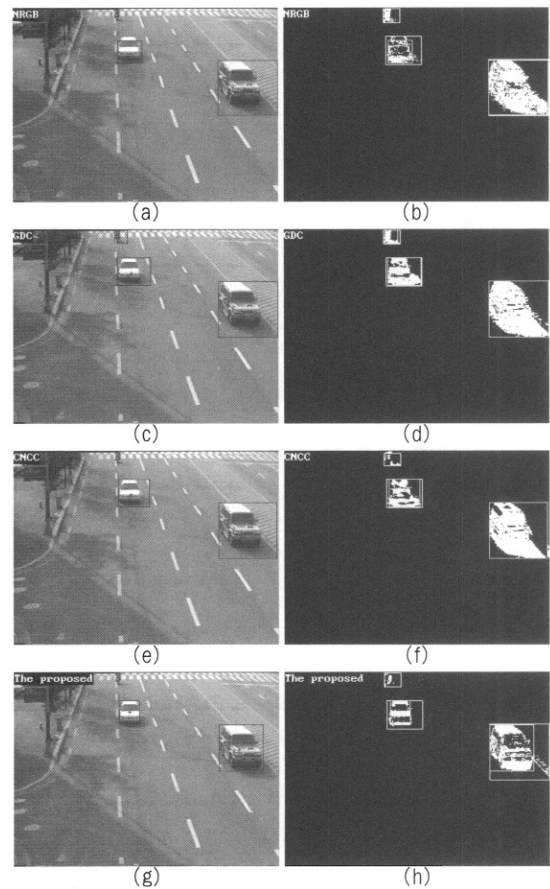 NRGB
NRGB
(a)
(b)
GDC
GDC
(c)
(d)
CNCC
CNCC
(e)
(f)
The proposed
The proposed
(g)
(h)